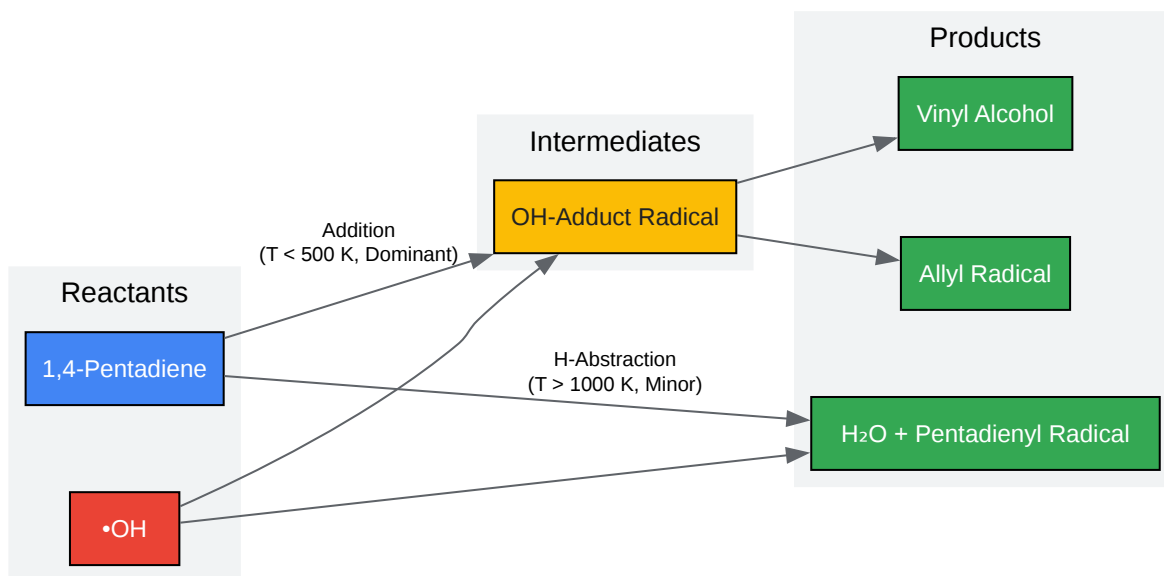 Reactants
1,4-Pentadiene
•OH
Addition
(T < 500 K, Dominant)
H-Abstraction
(T > 1000 K, Minor)
Intermediates
OH-Adduct Radical
Products
Vinyl Alcohol
Allyl Radical
H₂O + Pentadienyl Radical